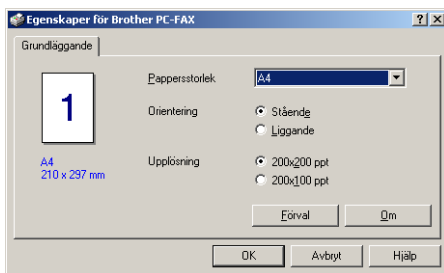 Egenskaper för Brother PC-FAX
Grundläggande
1
A4
210 x 297 mm
Pappersstorlek A4
Orientering Stående
Liggande
Upplösning 200x200 ppt
200x100 ppt
Förval Om
OK Avbryt Hjälp